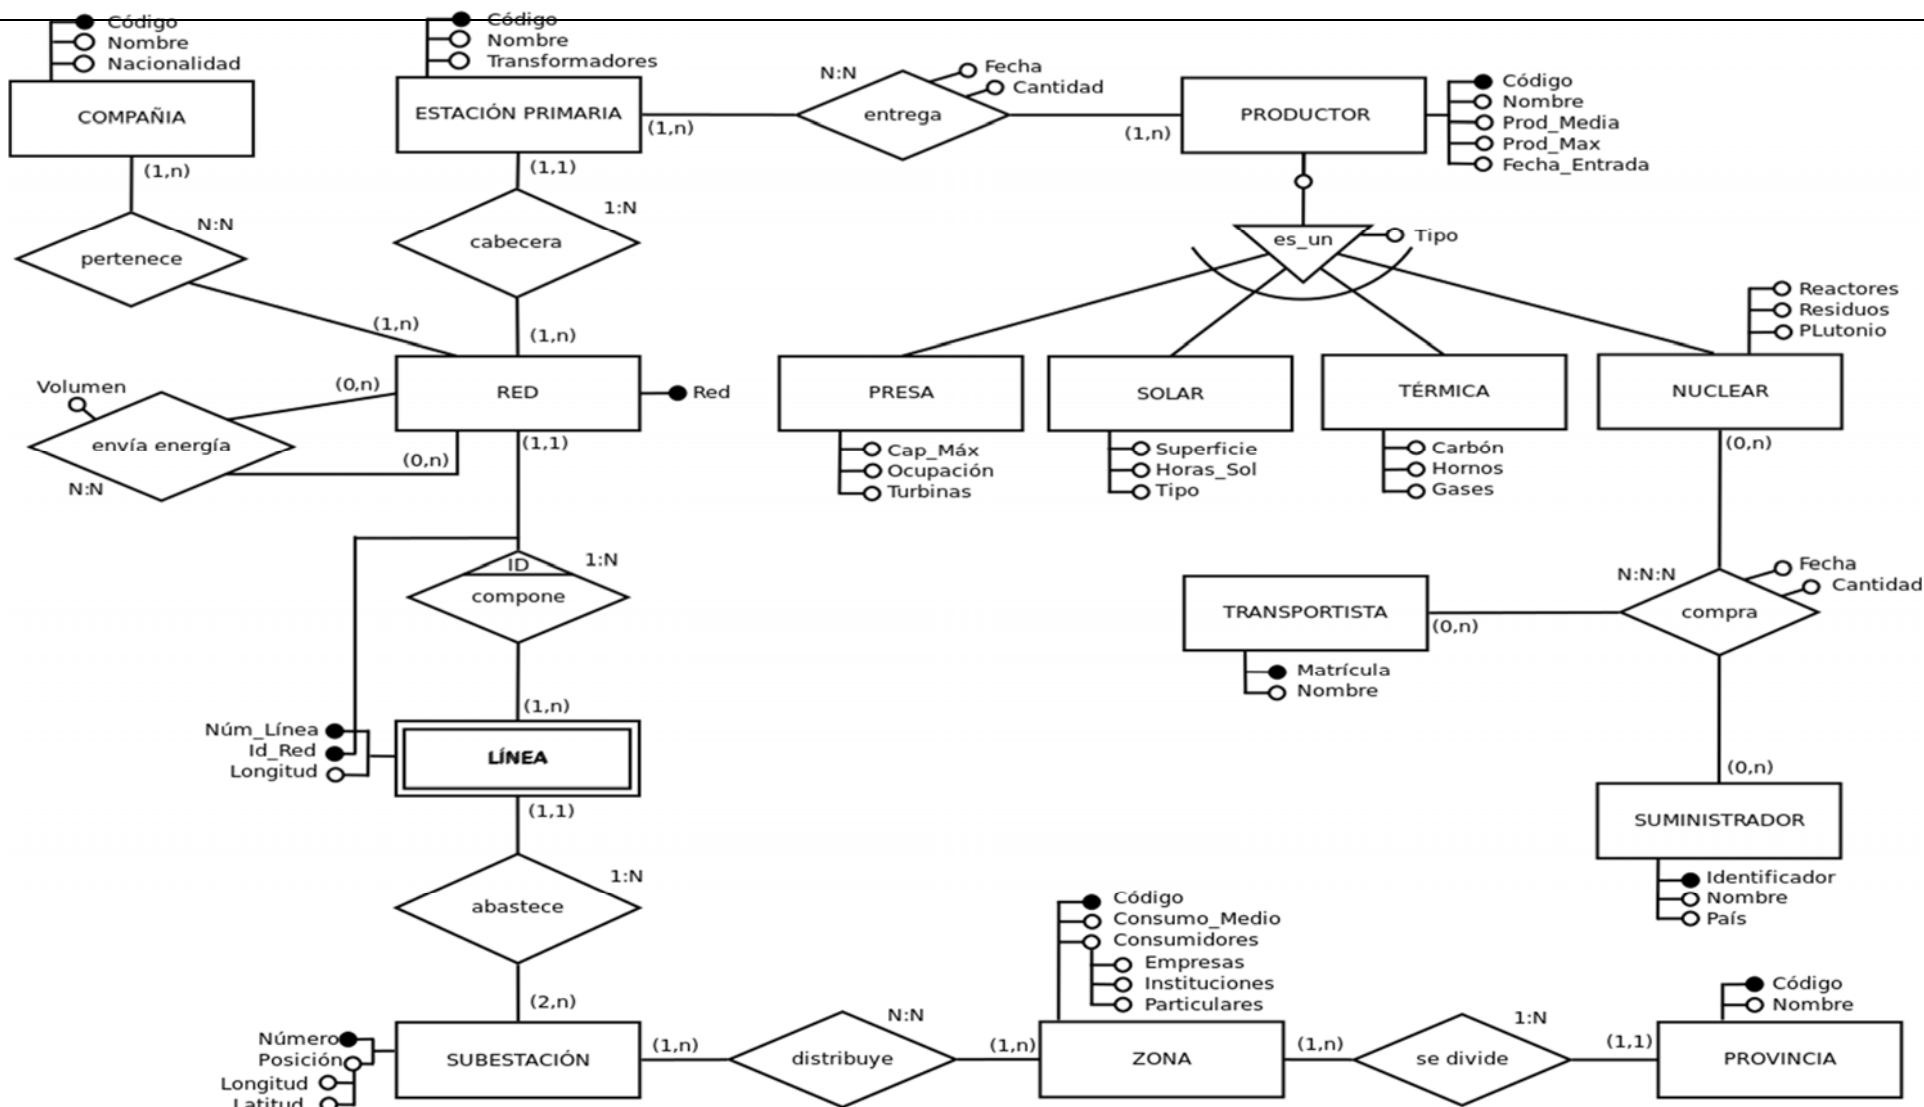 Código
Nombre
Nacionalidad
COMPAÑIA
(1,n)
N:N
pertenece
(1,n)
Código
Nombre
Transformadores
ESTACIÓN PRIMARIA
(1,n)
(1,1)
1:N
cabecera
(1,n)
N:N
Fecha
Cantidad
entrega
(1,n)
PRODUCTOR
Código
Nombre
Prod_Media
Prod_Max
Fecha_Entrada
es_un
Tipo
Volumen
envía energía
N:N
(0,n)
(0,n)
RED
Red
(1,1)
PRESA
Cap_Máx
Ocupación
Turbinas
SOLAR
Superficie
Horas_Sol
Tipo
TÉRMICA
Carbón
Hornos
Gases
Reactores
Residuos
PLutonio
NUCLEAR
(0,n)
ID
1:N
compone
(1,n)
TRANSPORTISTA
(0,n)
Matrícula
Nombre
N:N:N
Fecha
Cantidad
compra
(0,n)
SUMINISTRADOR
Identificador
Nombre
País
Núm_Línea
Id_Red
Longitud
LÍNEA
(1,1)
1:N
abastece
(2,n)
Número
Posición
Longitud
Latitud
SUBESTACIÓN
(1,n)
N:N
distribuye
(1,n)
Código
Consumo_Medio
Consumidores
Empresas
Instituciones
Particulares
ZONA
(1,n)
1:N
se divide
(1,1)
Código
Nombre
PROVINCIA